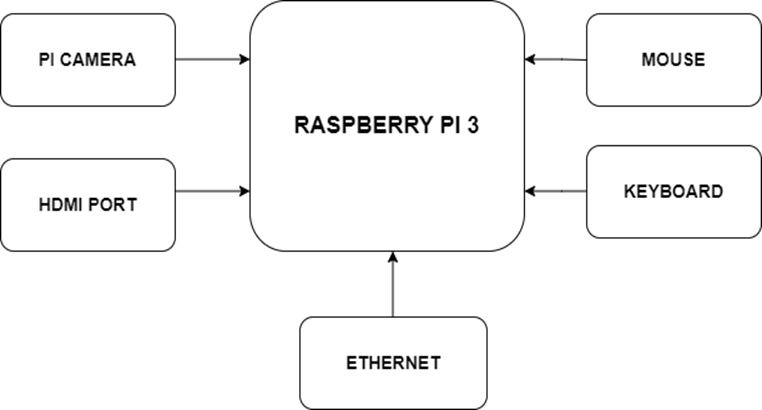 PI CAMERA
MOUSE
RASPBERRY PI 3
HDMI PORT
KEYBOARD
ETHERNET